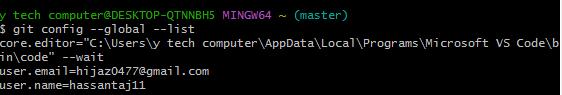 y tech computer@DESKTOP-QTNNBH5 MINGW64 ~ (master)
$ git config --global --list
core.editor="C:\Users\y tech computer\AppData\Local\Programs\Microsoft VS Code\b
in\code" --wait
user.email=hijaz0477@gmail.com
user.name=hassantaj11